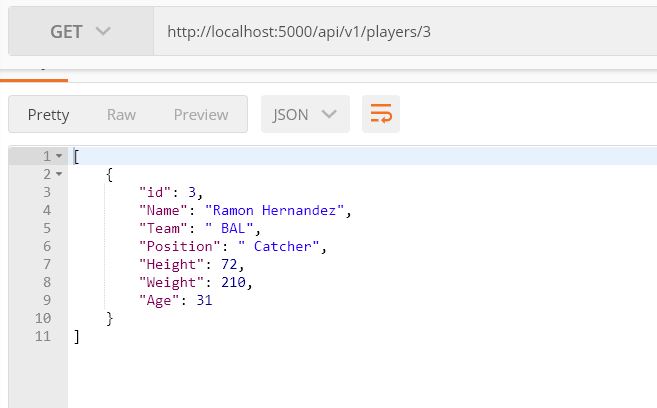 GET http://localhost:5000/api/v1/players/3
Pretty Raw Preview JSON
1 [
2 {
3 "id": 3,
4 "Name": "Ramon Hernandez",
5 "Team": " BAL",
6 "Position": " Catcher",
7 "Height": 72,
8 "Weight": 210,
9 "Age": 31
10 }
11 ]